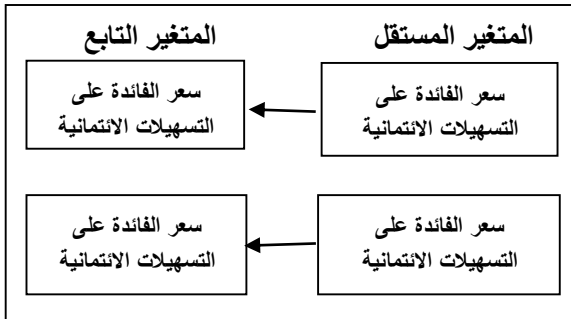 المتغير المستقل
المتغير التابع
سعر الفائدة على
التسهيلات الائتمانية
سعر الفائدة على
التسهيلات الائتمانية
سعر الفائدة على
التسهيلات الائتمانية
سعر الفائدة على
التسهيلات الائتمانية